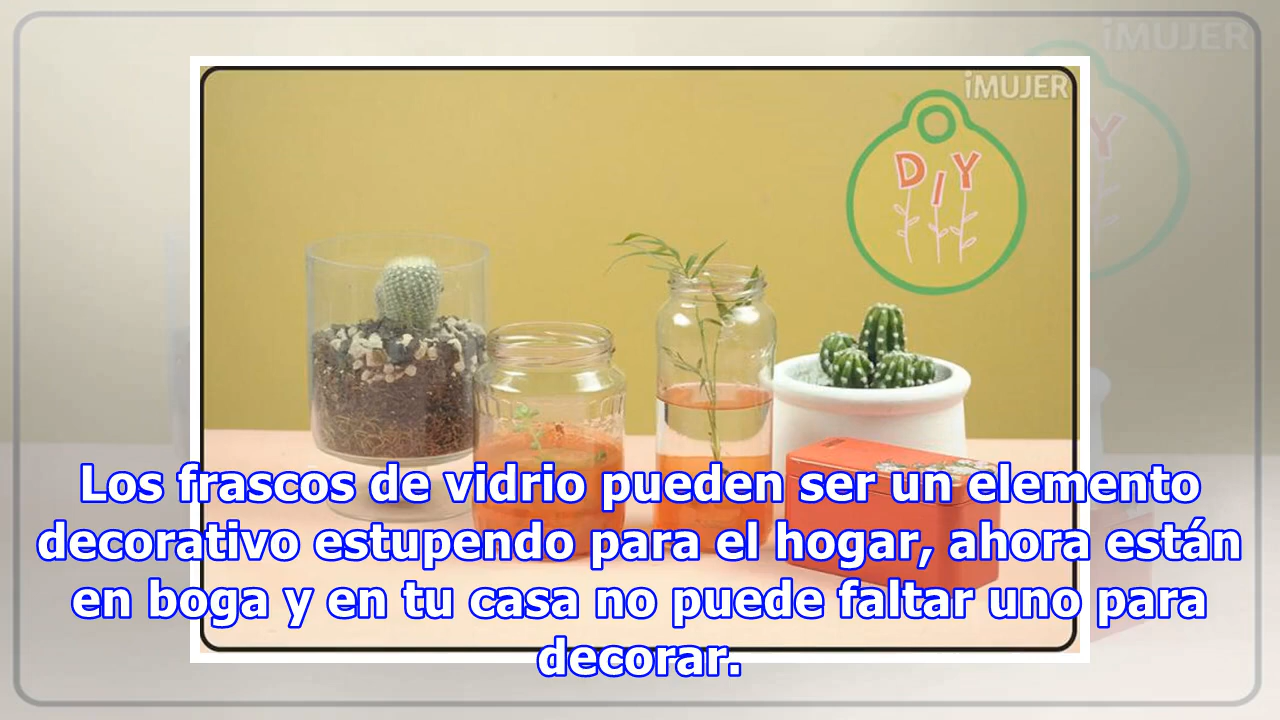 iMUJER
iMUJER
DIY
Y
Los frascos de vidrio pueden ser un elemento
decorativo estupendo para el hogar, ahora están
en boga y en tu casa no puede faltar uno para
decorar.